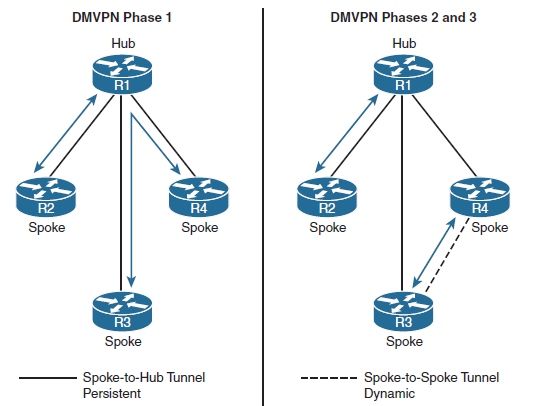 DMVPN Phase 1
Hub
R1
R2
Spoke
R4
Spoke
R3
Spoke
Spoke-to-Hub Tunnel
Persistent
DMVPN Phases 2 and 3
Hub
R1
R2
Spoke
R4
Spoke
R3
Spoke
Spoke-to-Spoke Tunnel
Dynamic